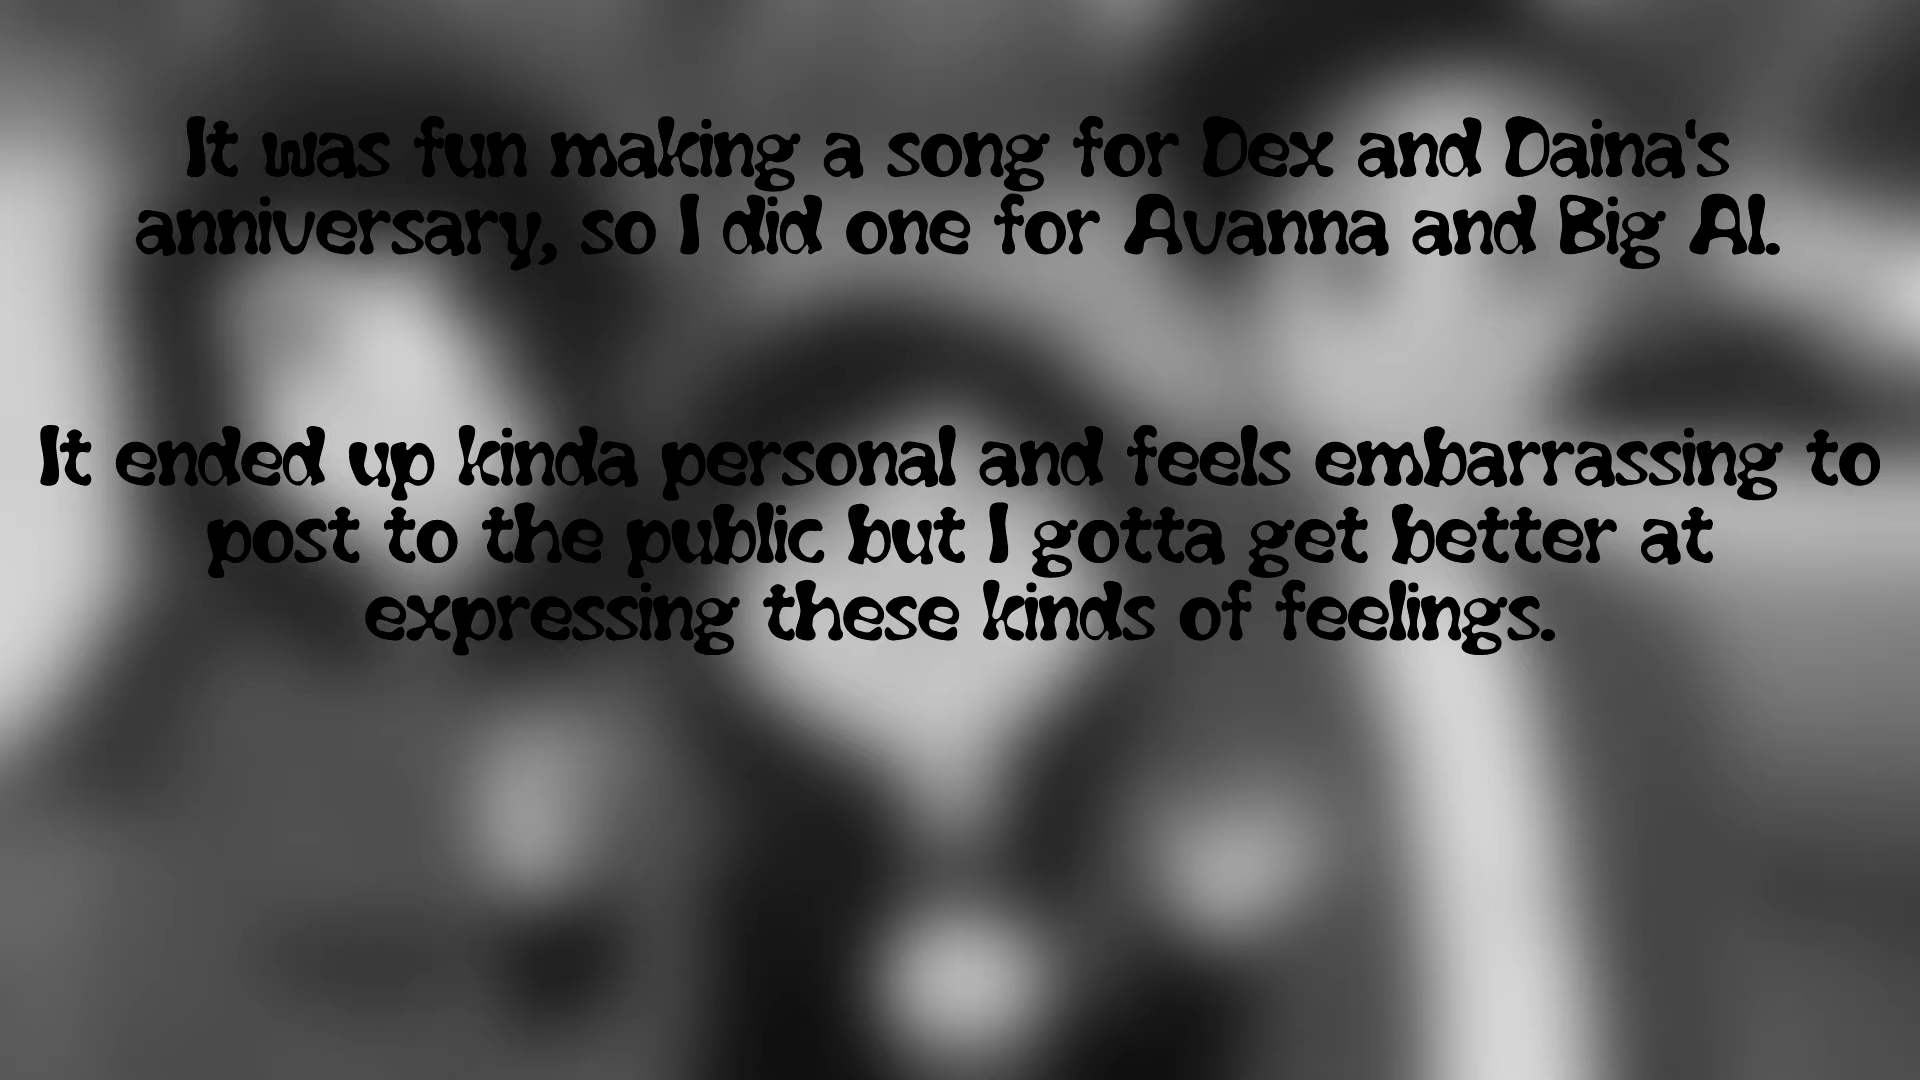 It was fun making a song for Dex and Daina's
anniversary, so I did one for Avanna and Big Al.
It ended up kinda personal and feels embarrassing to
post to the public but I gotta get better at
expressing these kinds of feelings.